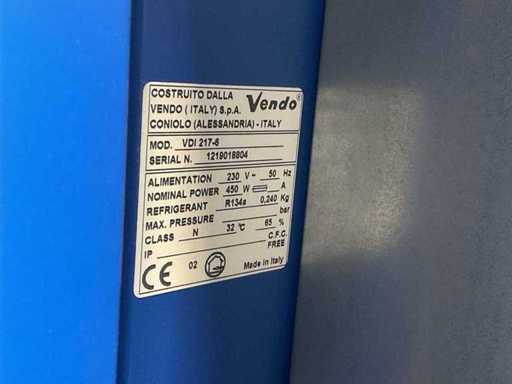 COSTRUITO DALLA
VENDO ( ITALY) S.p.A.
Vendo®
CONIOLO (ALESSANDRIA) - ITALY
MOD. VDI 217-6
SERIAL N. 1219018804
ALIMENTATION 230 V~ 50 Hz
NOMINAL POWER 450 W A
REFRIGERANT R134a 0,240 Kg
MAX. PRESSURE bar
CLASS N 32 °C 65 %
IP C.F.C. FREE
CE 02 Made in Italy